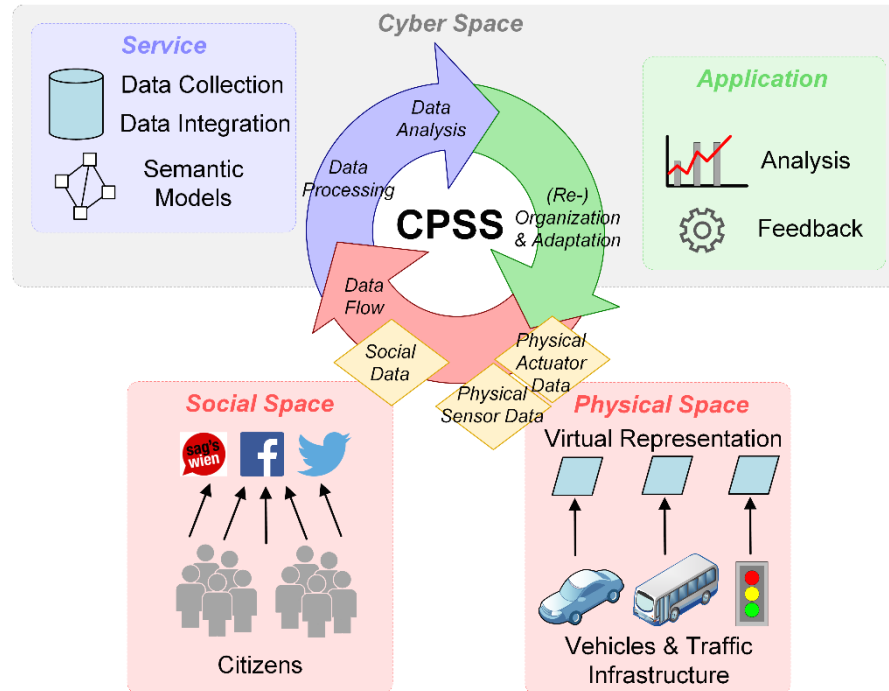 Cyber Space
Service
Data Collection
Data Integration
Semantic
Models
Application
Analysis
Feedback
Data
Analysis
Data
Processing
CPSS
(Re-)
Organization
& Adaptation
Data
Flow
Social
Data
Physical
Actuator
Data
Physical
Sensor Data
Social Space
sag's
wien
f
Citizens
Physical Space
Virtual Representation
Vehicles & Traffic
Infrastructure